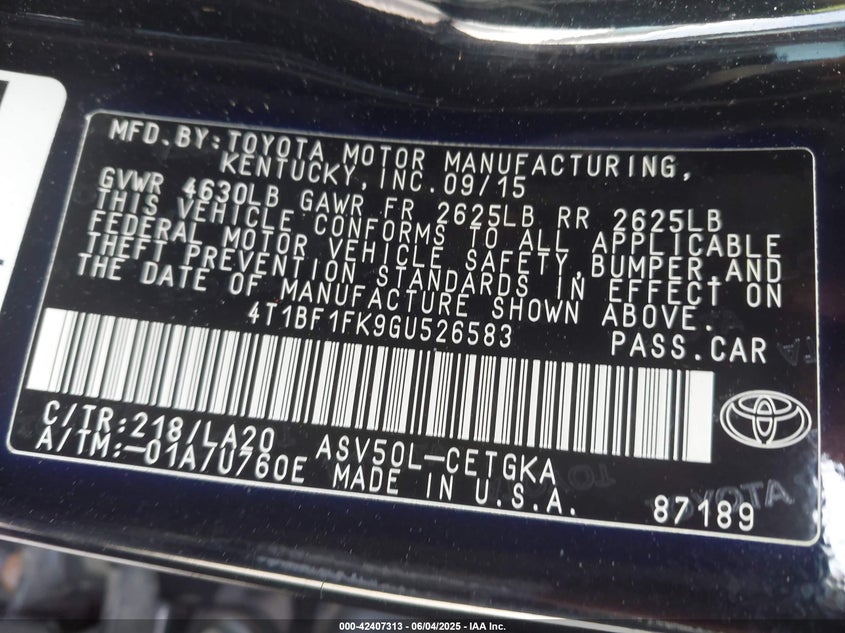 MFD.BY:TOYOTA MOTOR MANUFACTURING,
KENTUCKY,INC.09/15
GVWR 4630LB GAWR FR 2625LB RR 2625LB
THIS VEHICLE CONFORMS TO ALL APPLICABLE
FEDERAL MOTOR VEHICLE SAFETY,BUMPER,AND
THEFT PREVENTION STANDARDS IN EFFECT ON
THE DATE OF MANUFACTURE SHOWN ABOVE.
4T1BF1FK9GU526583 PASS.CAR
C/TR:218/LA20 ASV50L-CETGKA
A/TM:-01A/U760E MADE IN U.S.A.
87189
000-42407313 - 06/04/2025 - IAA Inc.